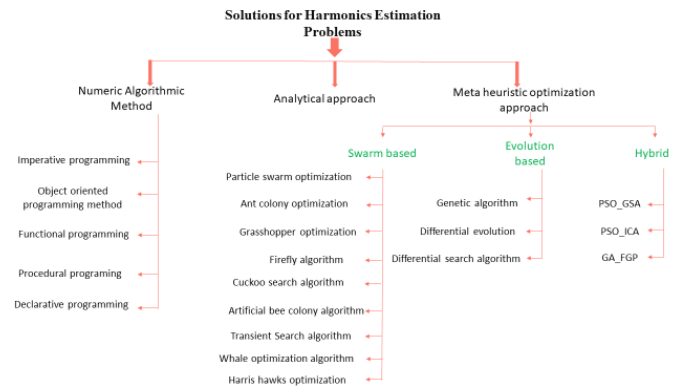 Solutions for Harmonics Estimation
Problems
Numeric Algorithmic
Method
Analytical approach
Meta heuristic optimization
approach
Imperative programming
Object oriented
programming method
Functional programming
Procedural programing
Declarative programming
Swarm based
Particle swarm optimization
Ant colony optimization
Grasshopper optimization
Firefly algorithm
Cuckoo search algorithm
Artificial bee colony algorithm
Transient Search algorithm
Whale optimization algorithm
Harris hawks optimization
Evolution
based
Genetic algorithm
Differential evolution
Differential search algorithm
Hybrid
PSO_GSA
PSO_ICA
GA_FGP